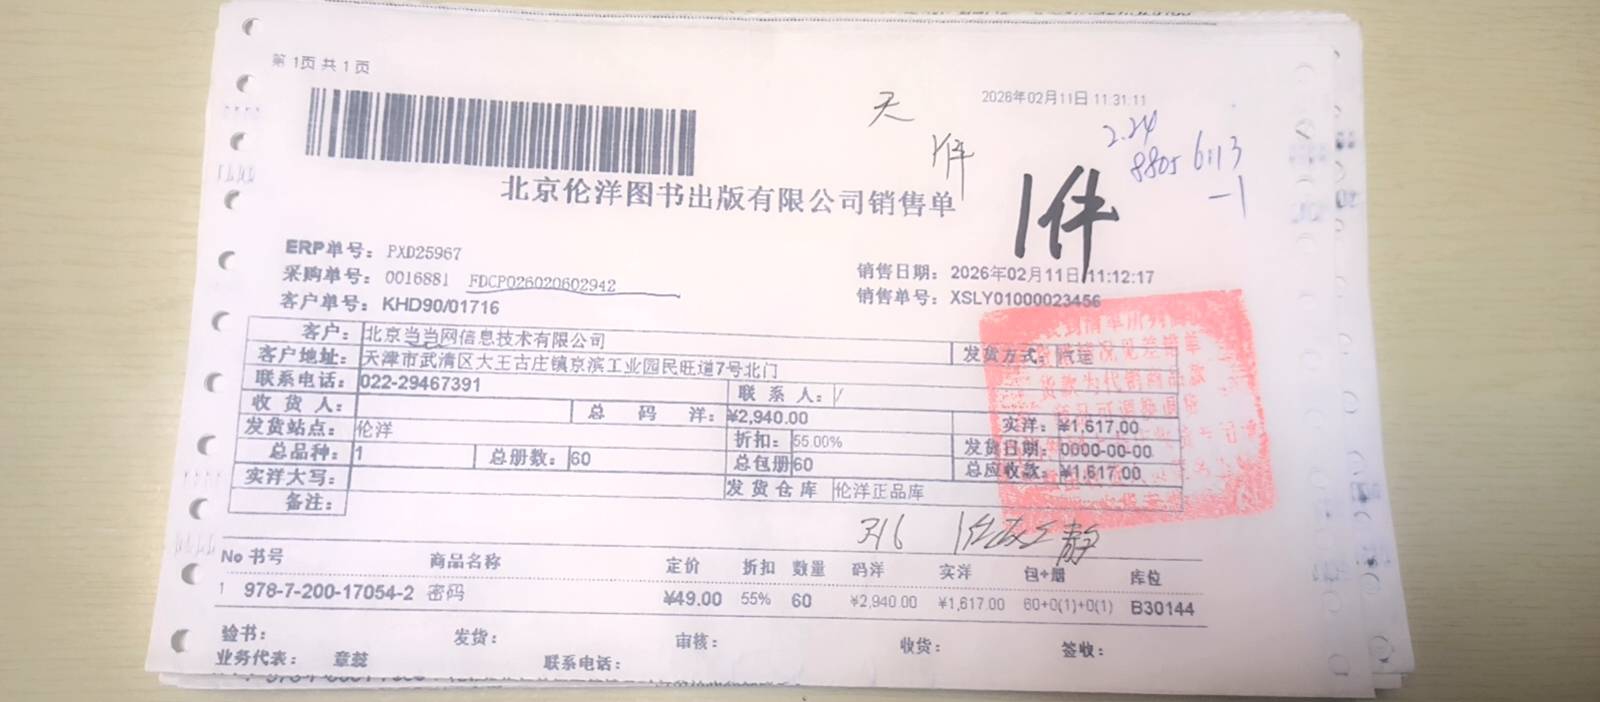 第 1页 共 1 页
2026年02月11日 11:31:11
天
1件
2.24
8805 6113
-1
1件
北京伦洋图书出版有限公司销售单
ERP单号： PXD25967
采购单号： 0016881 FDCP026020602942
客户单号： KHD90/01716
销售日期： 2026年02月11日 11:12:17
销售单号： XSLY01000023456
客户： 北京当当网信息技术有限公司 发货方式： 汽运
客户地址： 天津市武清区大王古庄镇京滨工业园民旺道7号北门
联系电话： 022-29467391 联 系 人： /
收 货 人： 总 码 洋： ¥2,940.00 实洋： ¥1,617.00
发货站点： 伦洋 折扣： 55.00% 发货日期： 0000-00-00
总品种： 1 总册数： 60 总包册 60 总应收款： ¥1,617.00
实洋大写： 发 货 仓 库 伦洋正品库
备注：
316
No 书号 商品名称 定价 折扣 数量 码洋 实洋 包+册 库位
1 978-7-200-17054-2 密码 ¥49.00 55% 60 ¥2,940.00 ¥1,617.00 60+0(1)+0(1) B30144
验书： 发货： 审核： 收货： 签收：
业务代表： 章蕊 联系电话：